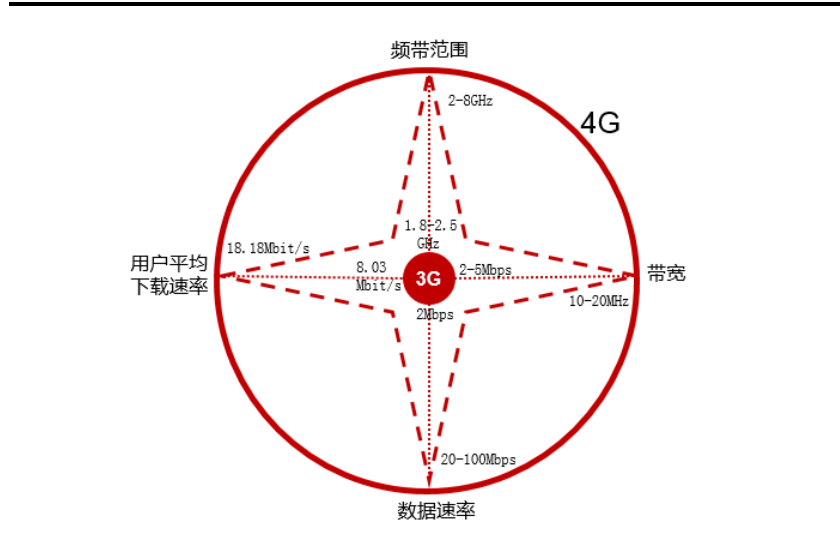 频带范围
2-8GHz
4G
1.8-2.5
GHz
18.18Mbit/s
用户平均
下载速率
8.03
Mbit/s
3G
2-5Mbps
带宽
10-20MHz
2Mbps
20-100Mbps
数据速率